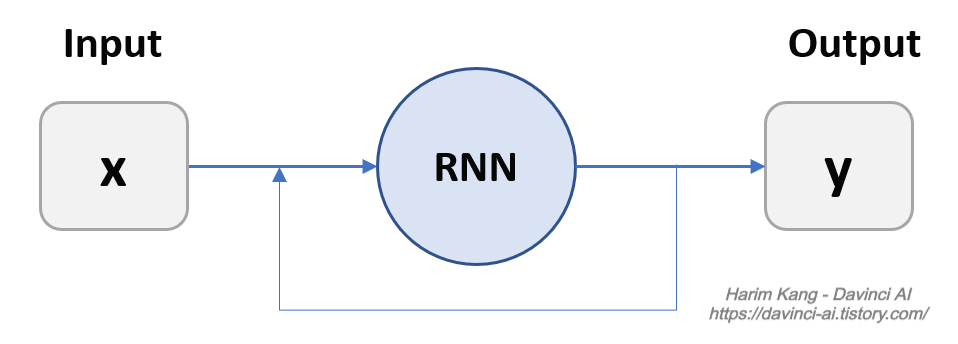 Input
Output
x
RNN
y
Harim Kang - Davinci AI
https://davinci-ai.tistory.com/